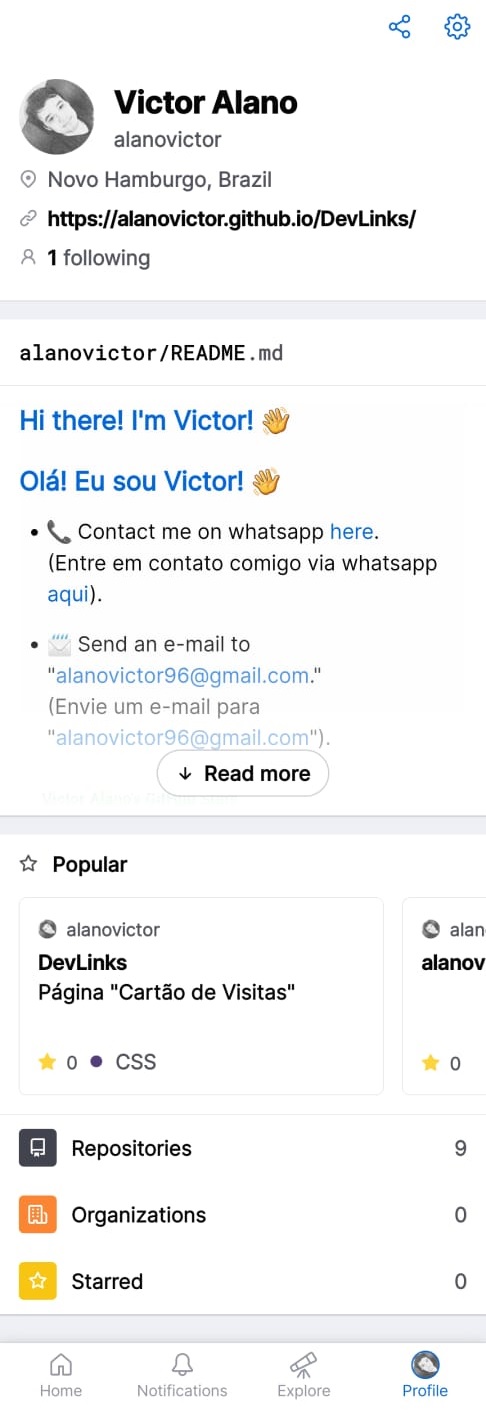 Victor Alano
alanovictor
Novo Hamburgo, Brazil
https://alanovictor.github.io/DevLinks/
1 following
alanovictor/README.md
Hi there! I'm Victor! 👋
Olá! Eu sou Victor! 👋
• 📞 Contact me on whatsapp here.
(Entre em contato comigo via whatsapp
aqui).
• 📨 Send an e-mail to
"alanovictor96@gmail.com."
(Envie um e-mail para
"alanovictor96@gmail.com").
↓ Read more
Popular
alanovictor
DevLinks
Página "Cartão de Visitas"
0 CSS
alan
alanov
0
Repositories 9
Organizations 0
Starred 0
Home Notifications Explore Profile